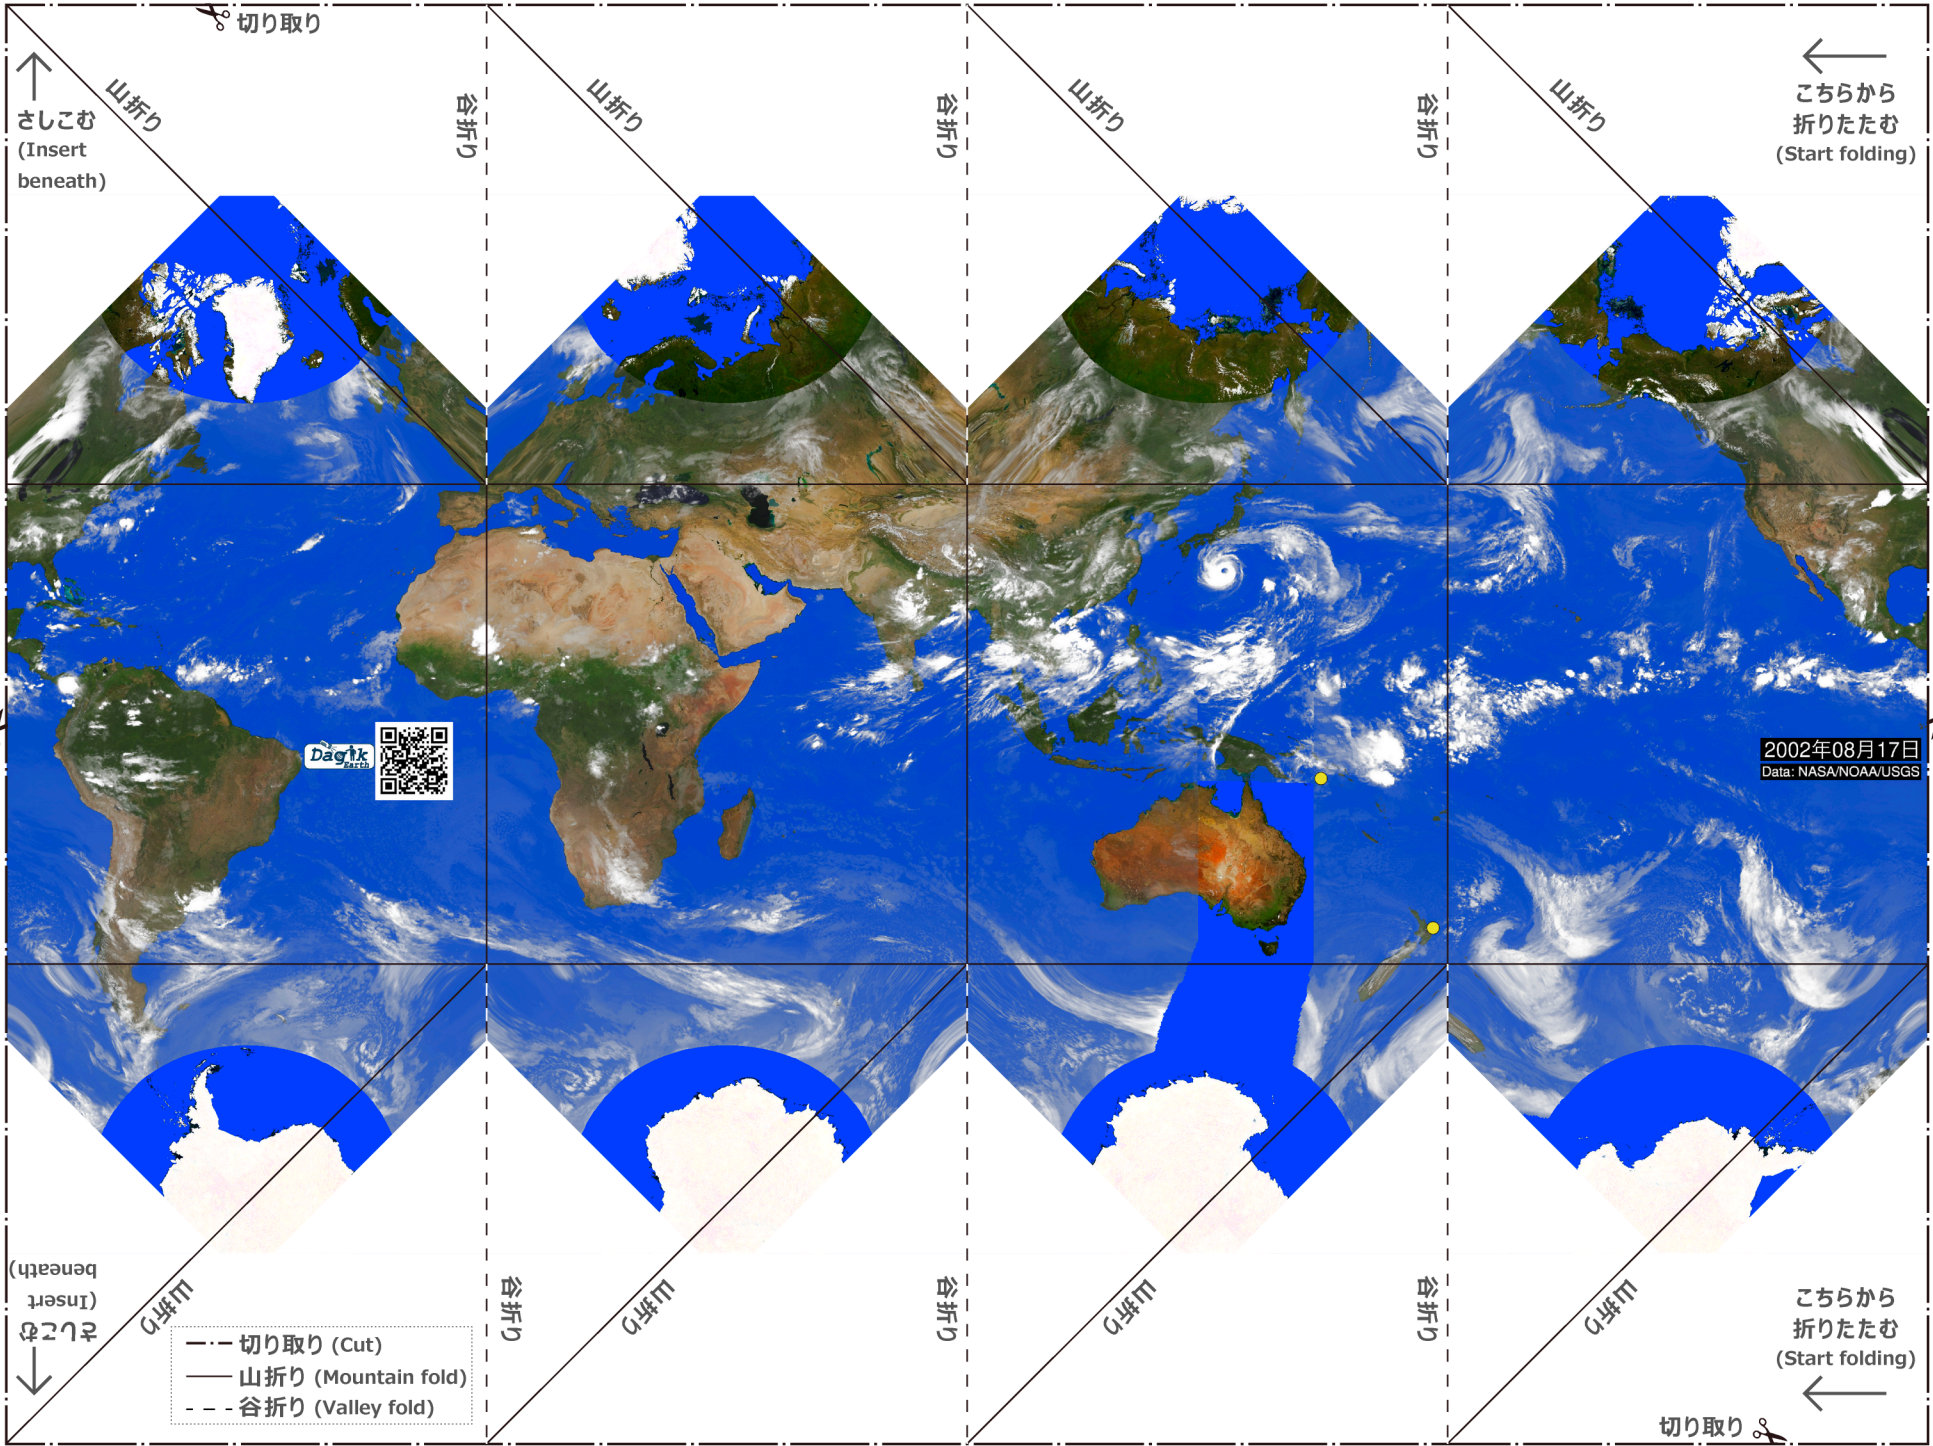 切り取り
さしこむ
(Insert
beneath)
山折り
谷折り
山折り
谷折り
山折り
谷折り
山折り
こちらから
折りたたむ
(Start folding)
Dagik
Earth
2002年08月17日
Data: NASA/NOAA/USGS
さしこむ
(Insert
beneath)
山折り
谷折り
山折り
谷折り
山折り
谷折り
山折り
こちらから
折りたたむ
(Start folding)
切り取り (Cut)
山折り (Mountain fold)
谷折り (Valley fold)
切り取り